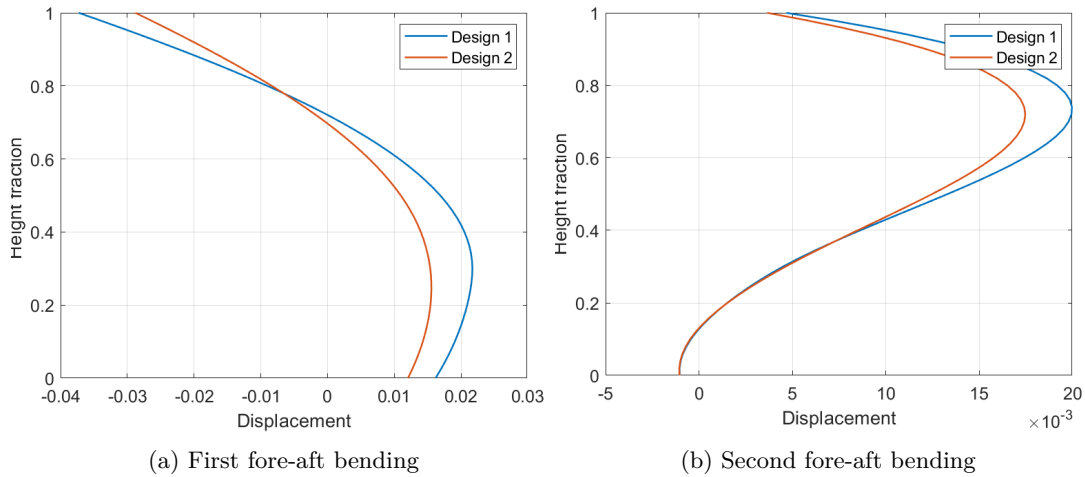 1
0.8
0.6
0.4
0.2
0
Height fraction
-0.04
-0.03
-0.02
-0.01
0
0.01
0.02
0.03
Displacement
Design 1
Design 2
(a) First fore-aft bending
1
0.8
0.6
0.4
0.2
0
Height fraction
-5
0
5
10
15
20
Displacement
×10-3
Design 1
Design 2
(b) Second fore-aft bending